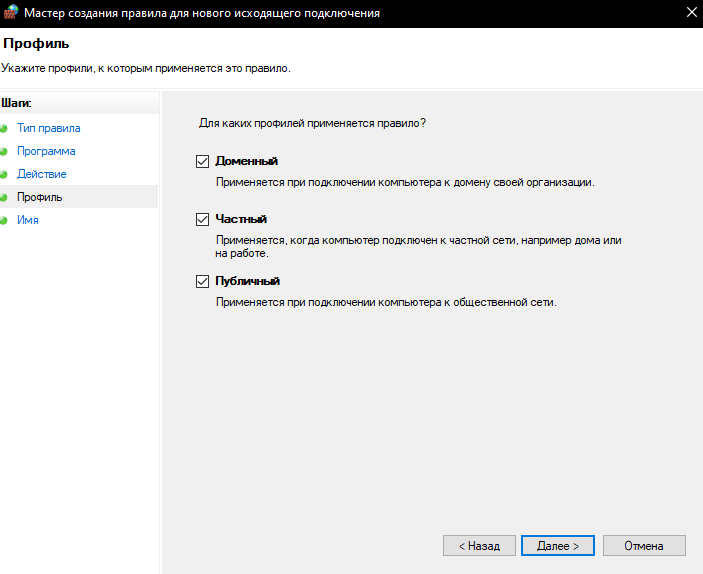 Мастер создания правила для нового исходящего подключения
Профиль
Укажите профили, к которым применяется это правило.
Шаги:
Тип правила
Программа
Действие
Профиль
Имя
Для каких профилей применяется правило?
Доменный
Применяется при подключении компьютера к домену своей организации.
Частный
Применяется, когда компьютер подключен к частной сети, например дома или
на работе.
Публичный
Применяется при подключении компьютера к общественной сети.
< Назад
Далее >
Отмена